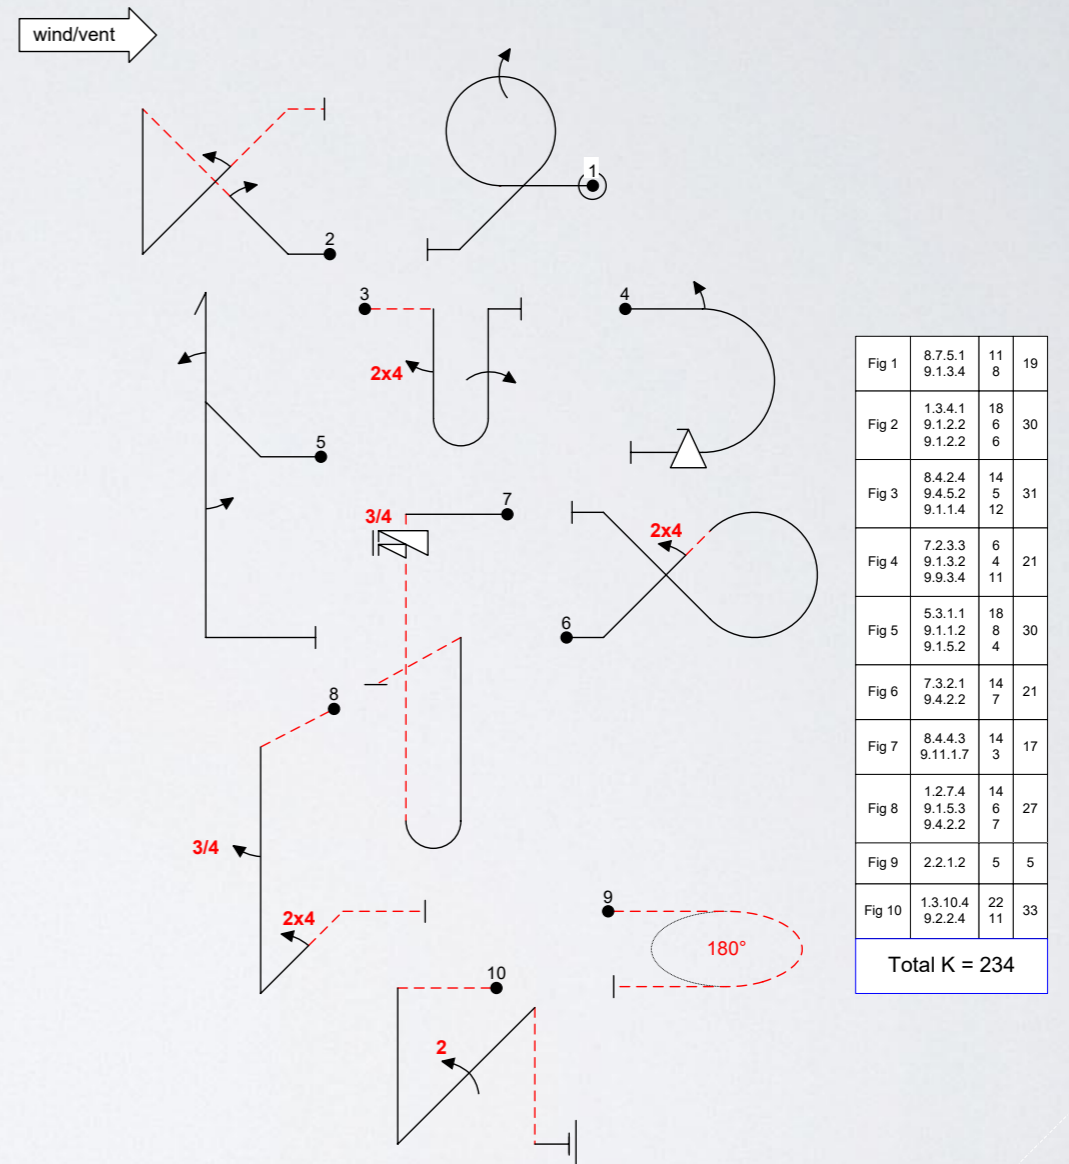 wind/vent
1
2
3
4
2x4
5
7
3/4
2x4
6
8
3/4
2x4
9
180°
10
2
Fig 1 8.7.5.1 11 19
9.1.3.4 8
Fig 2 1.3.4.1 18 30
9.1.2.2 6
9.1.2.2 6
Fig 3 8.4.2.4 14 31
9.4.5.2 5
9.1.1.4 12
Fig 4 7.2.3.3 6 21
9.1.3.2 4
9.9.3.4 11
Fig 5 5.3.1.1 18 30
9.1.1.2 8
9.1.5.2 4
Fig 6 7.3.2.1 14 21
9.4.2.2 7
Fig 7 8.4.4.3 14 17
9.11.1.7 3
Fig 8 1.2.7.4 14 27
9.1.5.3 6
9.4.2.2 7
Fig 9 2.2.1.2 5 5
Fig 10 1.3.10.4 22 33
9.2.2.4 11
Total K = 234